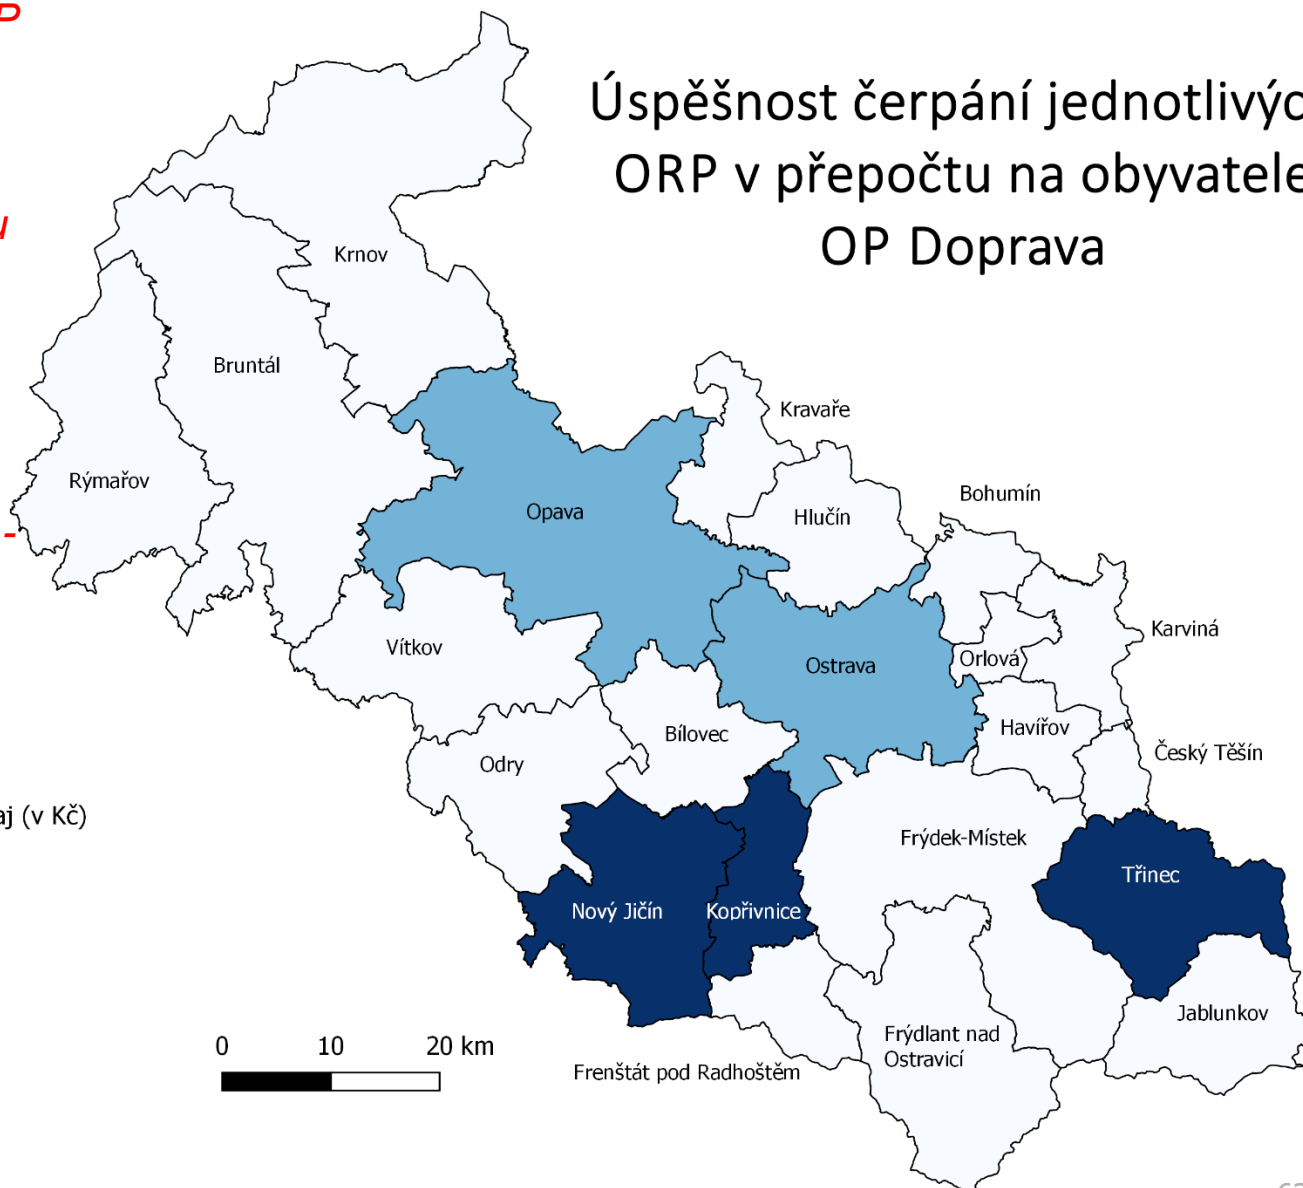 Úspěšnost čerpání jednotlivýc
ORP v přepočtu na obyvatele
OP Doprava
Krnov
Bruntál
Rýmařov
Kravaře
Bohumín
Opava
Hlučín
Karviná
Vítkov
Ostrava
Orlová
Havířov
Bílovec
Český Těšín
Odry
aj (v Kč)
Frýdek-Místek
Třinec
Nový Jičín
Kopřivnice
Jablunkov
Frýdlant nad
Ostravicí
0 10 20 km
Frenštát pod Radhoštěm